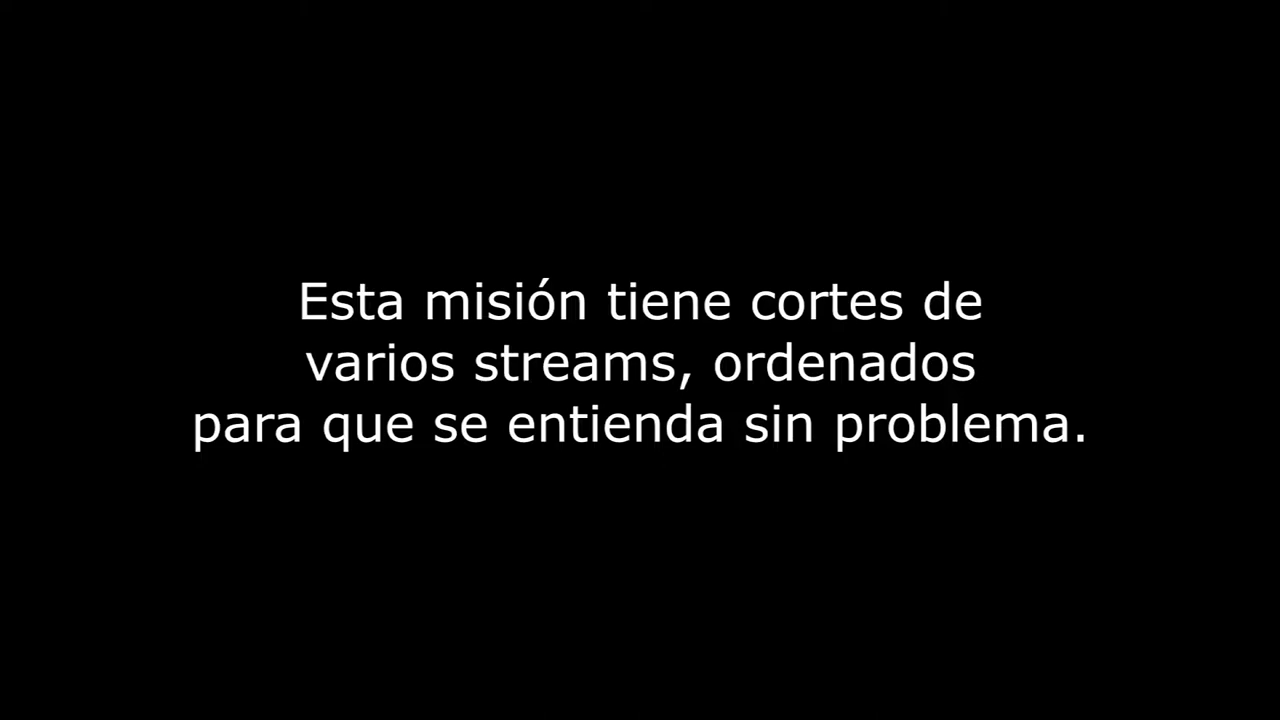 Esta misión tiene cortes de
varios streams, ordenados
para que se entienda sin problema.